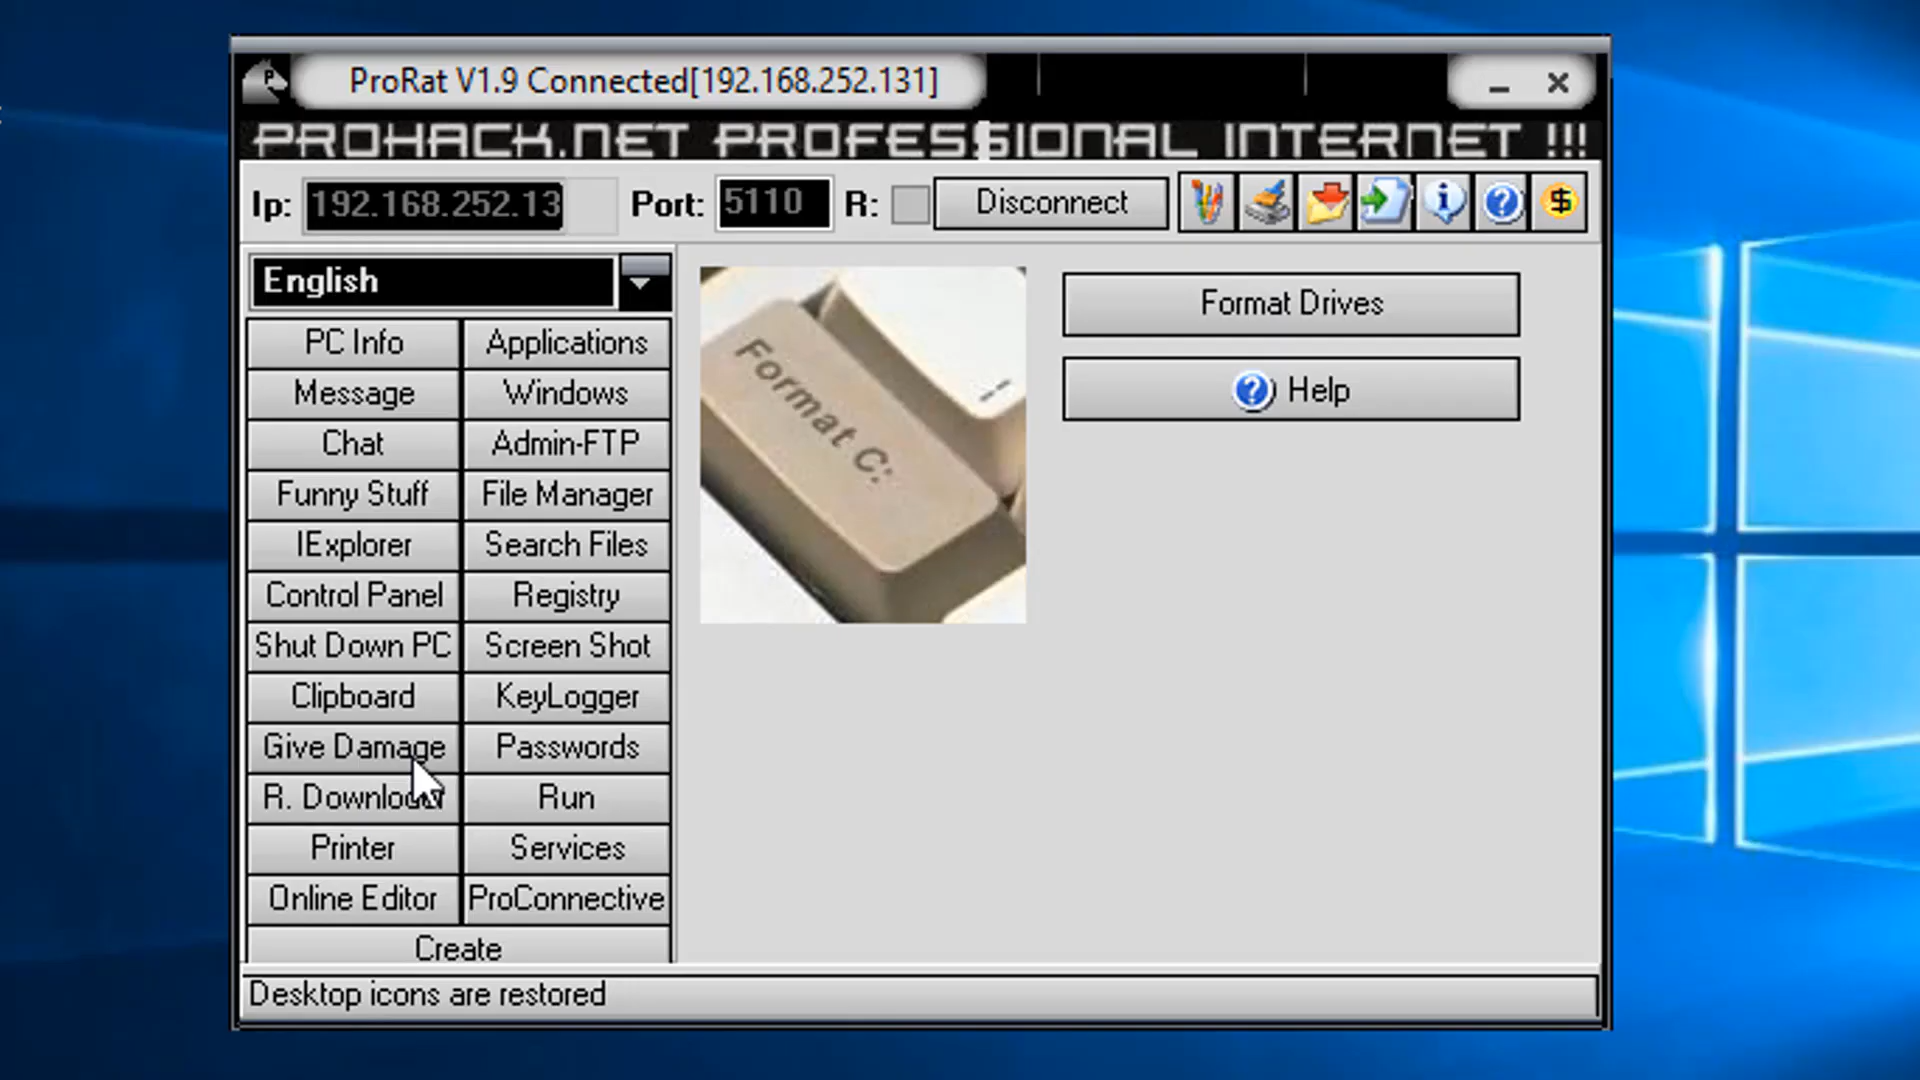 ProRat V1.9 Connected[192.168.252.131]
PROHACK.NET PROFESSIONAL INTERNET !!!
Ip: 192.168.252.13 Port: 5110 R: Disconnect
English
PC Info Applications
Message Windows
Chat Admin-FTP
Funny Stuff File Manager
IExplorer Search Files
Control Panel Registry
Shut Down PC Screen Shot
Clipboard KeyLogger
Give Damage Passwords
R. Downloader Run
Printer Services
Online Editor ProConnective
Create
Format C:
Format Drives
Help
Desktop icons are restored